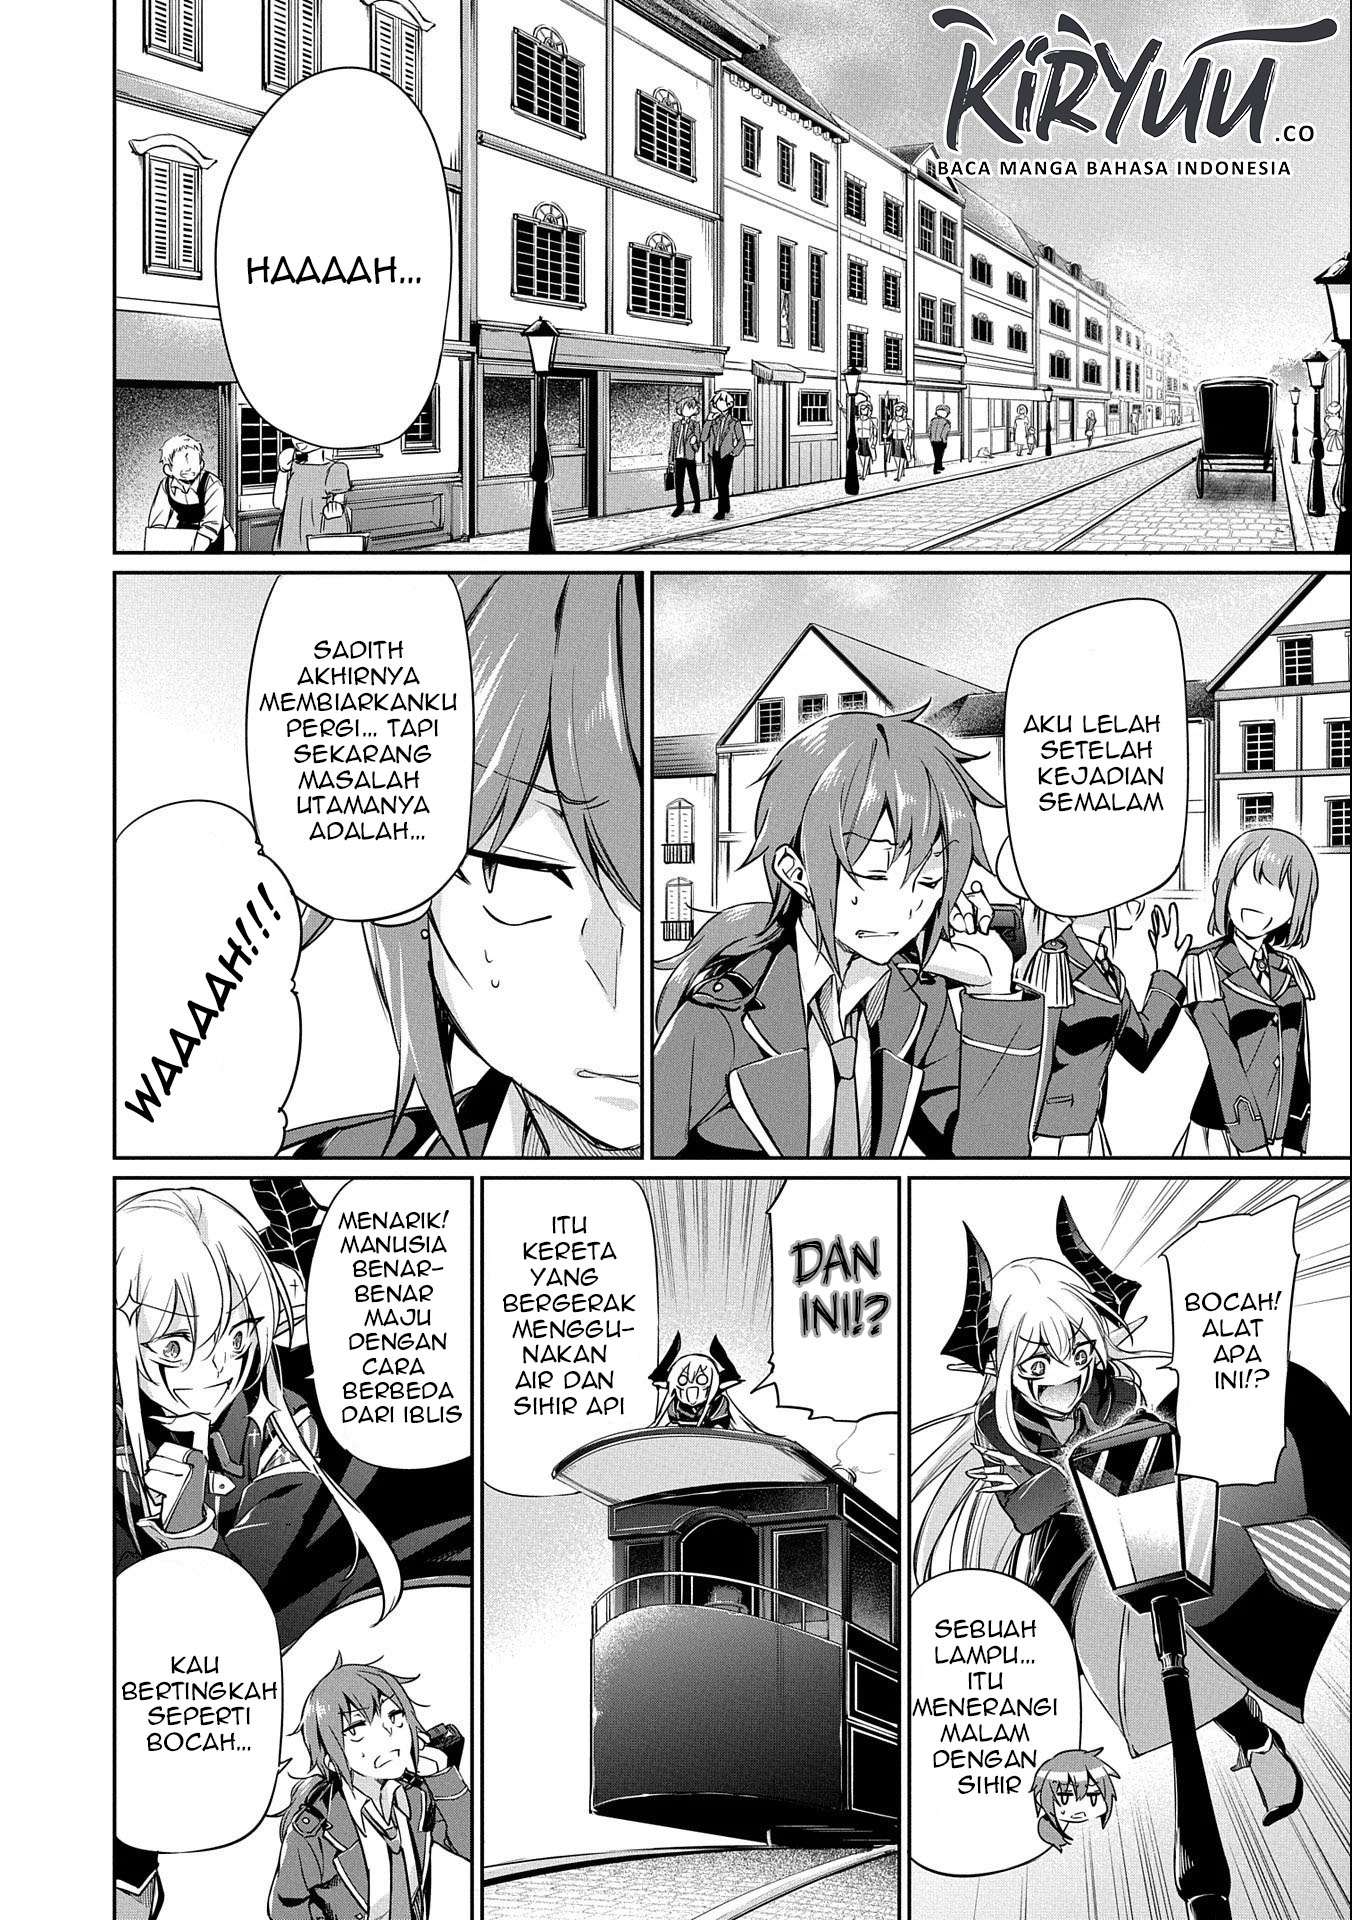 KIRYUU.CO
BACA MANGA BAHASA INDONESIA
HAAAAH...
AKU LELAH
SETELAH
KEJADIAN
SEMALAM
SADITH
AKHIRNYA
MEMBIARKANKU
PERGI... TAPI
SEKARANG
MASALAH
UTAMANYA
ADALAH...
WAAAAH!!!
BOCAH!
ALAT
APA
INI!?
SEBUAH
LAMPU...
ITU
MENERANGI
MALAM
DENGAN
SIHIR
DAN
INI!?
ITU
KERETA
YANG
BERGERAK
MENGGU-
NAKAN
AIR DAN
SIHIR API
MENARIK!
MANUSIA
BENAR-
BENAR
MAJU
DENGAN
CARA
BERBEDA
DARI IBLIS
KAU
BERTINGKAH
SEPERTI
BOCAH...